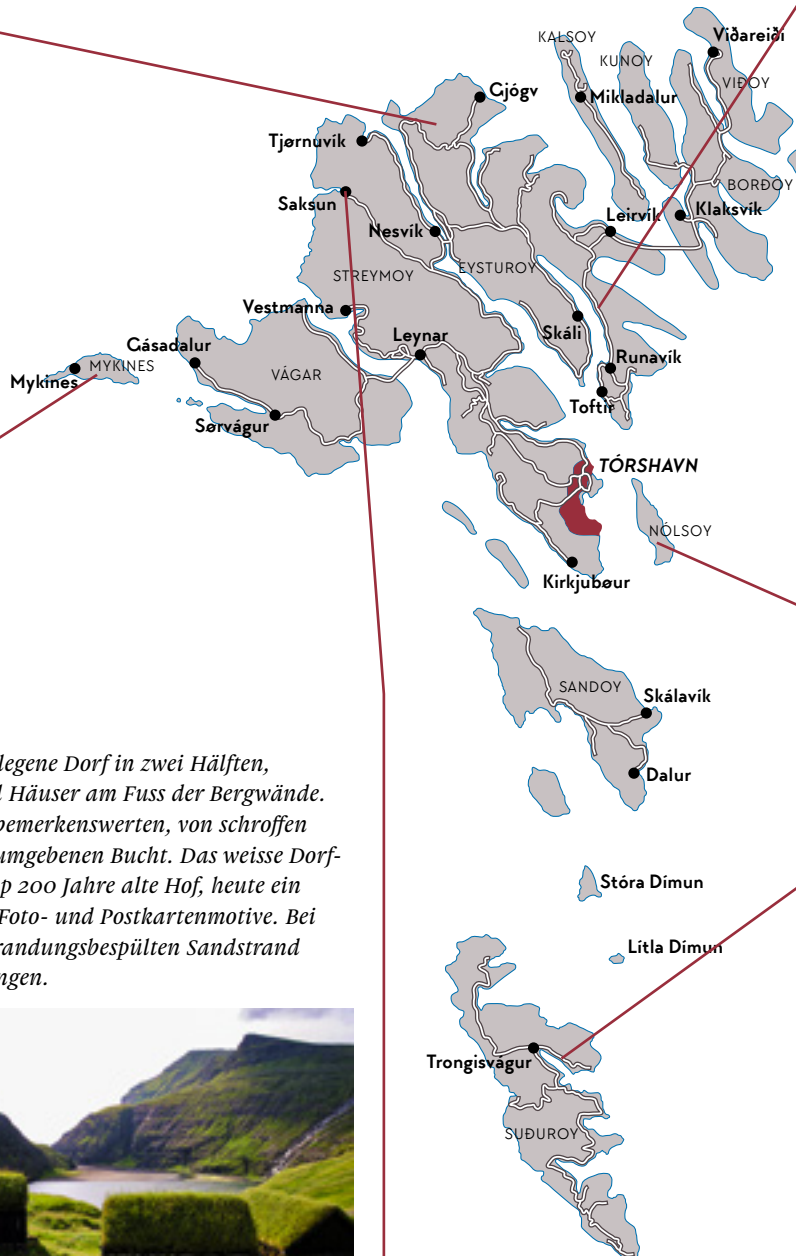 KALSOY
Viðareiði
KUNOY
VIÐOY
Gjógv
Mikladalur
Tjørnuvík
BORÐOY
Saksun
Klaksvík
Leirvík
Nesvík
STREYMOY
EYSTUROY
Vestmanna
Skáli
Leynar
Gásadalur
Runavík
MYKINES
Mykines
VÁGAR
Toftir
Sørvágur
TÓRSHAVN
NÓLSOY
Kirkjubøur
SANDOY
Skálavík
Dalur
legene Dorf in zwei Hälften,
Häuser am Fuss der Bergwände.
bemerkenswerten, von schroffen
umgebenen Bucht. Das weisse Dorf-
p 200 Jahre alte Hof, heute ein
Foto- und Postkartenmotive. Bei
randungsbespülten Sandstrand
ngen.
Stóra Dímun
Lítla Dímun
Trongisvágur
SUÐUROY